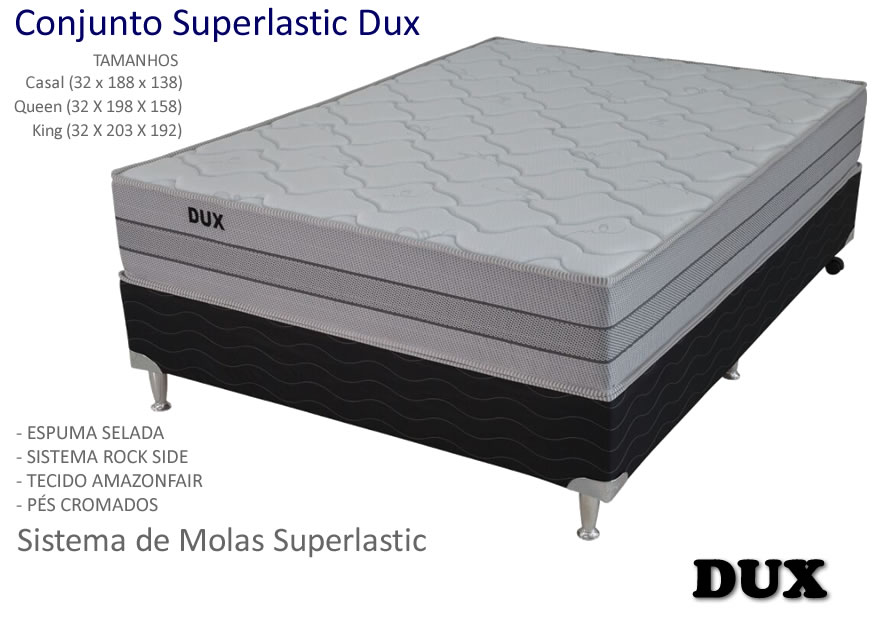 Conjunto Superlastic Dux
TAMANHOS
Casal (32 x 188 x 138)
Queen (32 X 198 X 158)
King (32 X 203 X 192)
DUX
- ESPUMA SELADA
- SISTEMA ROCK SIDE
- TECIDO AMAZONFAIR
- PÉS CROMADOS
Sistema de Molas Superlastic
DUX